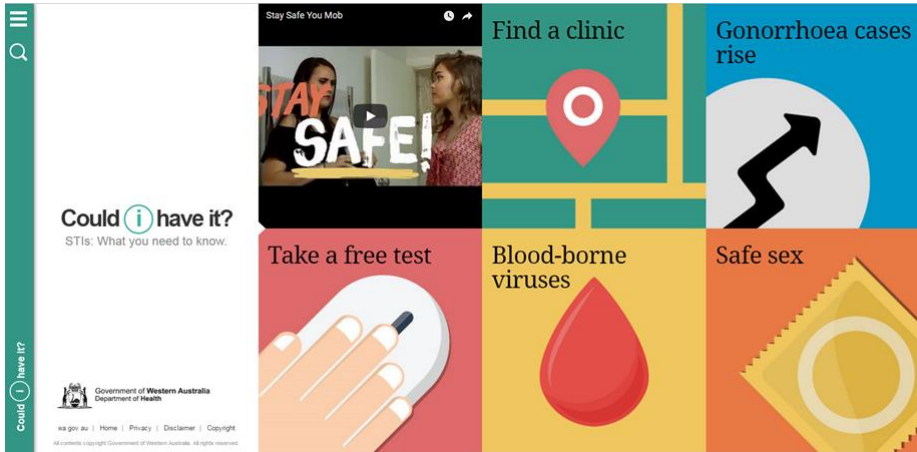 Could i have it?
Could i have it?
STIs: What you need to know.
Government of Western Australia
Department of Health
wa gov au | Home | Privacy | Disclaimer | Copyright
All contents copyright Government of Western Australia. All rights reserved.
Stay Safe You Mob
STAY
SAFE!
Find a clinic
Gonorrhoea cases
rise
Take a free test
Blood-borne
viruses
Safe sex